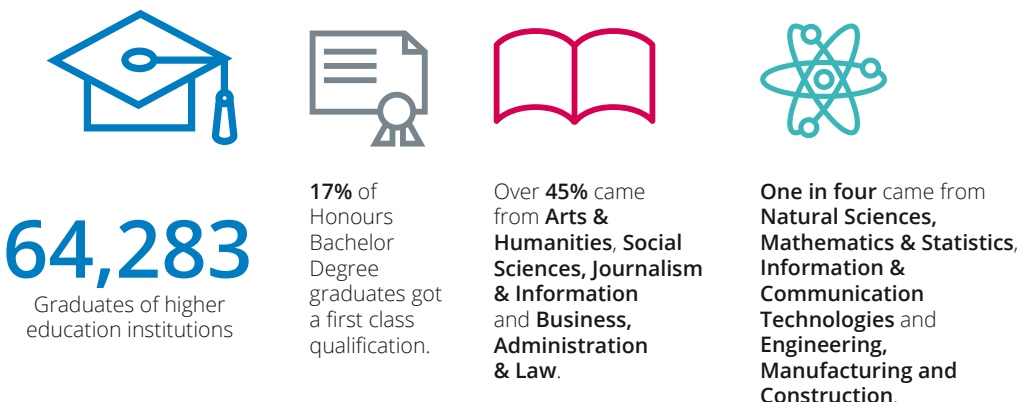 64,283
Graduates of higher
education institutions
17% of
Honours
Bachelor
Degree
graduates got
a first class
qualification.
Over 45% came
from Arts &
Humanities, Social
Sciences, Journalism
& Information
and Business,
Administration
& Law.
One in four came from
Natural Sciences,
Mathematics & Statistics,
Information &
Communication
Technologies and
Engineering,
Manufacturing and
Construction.